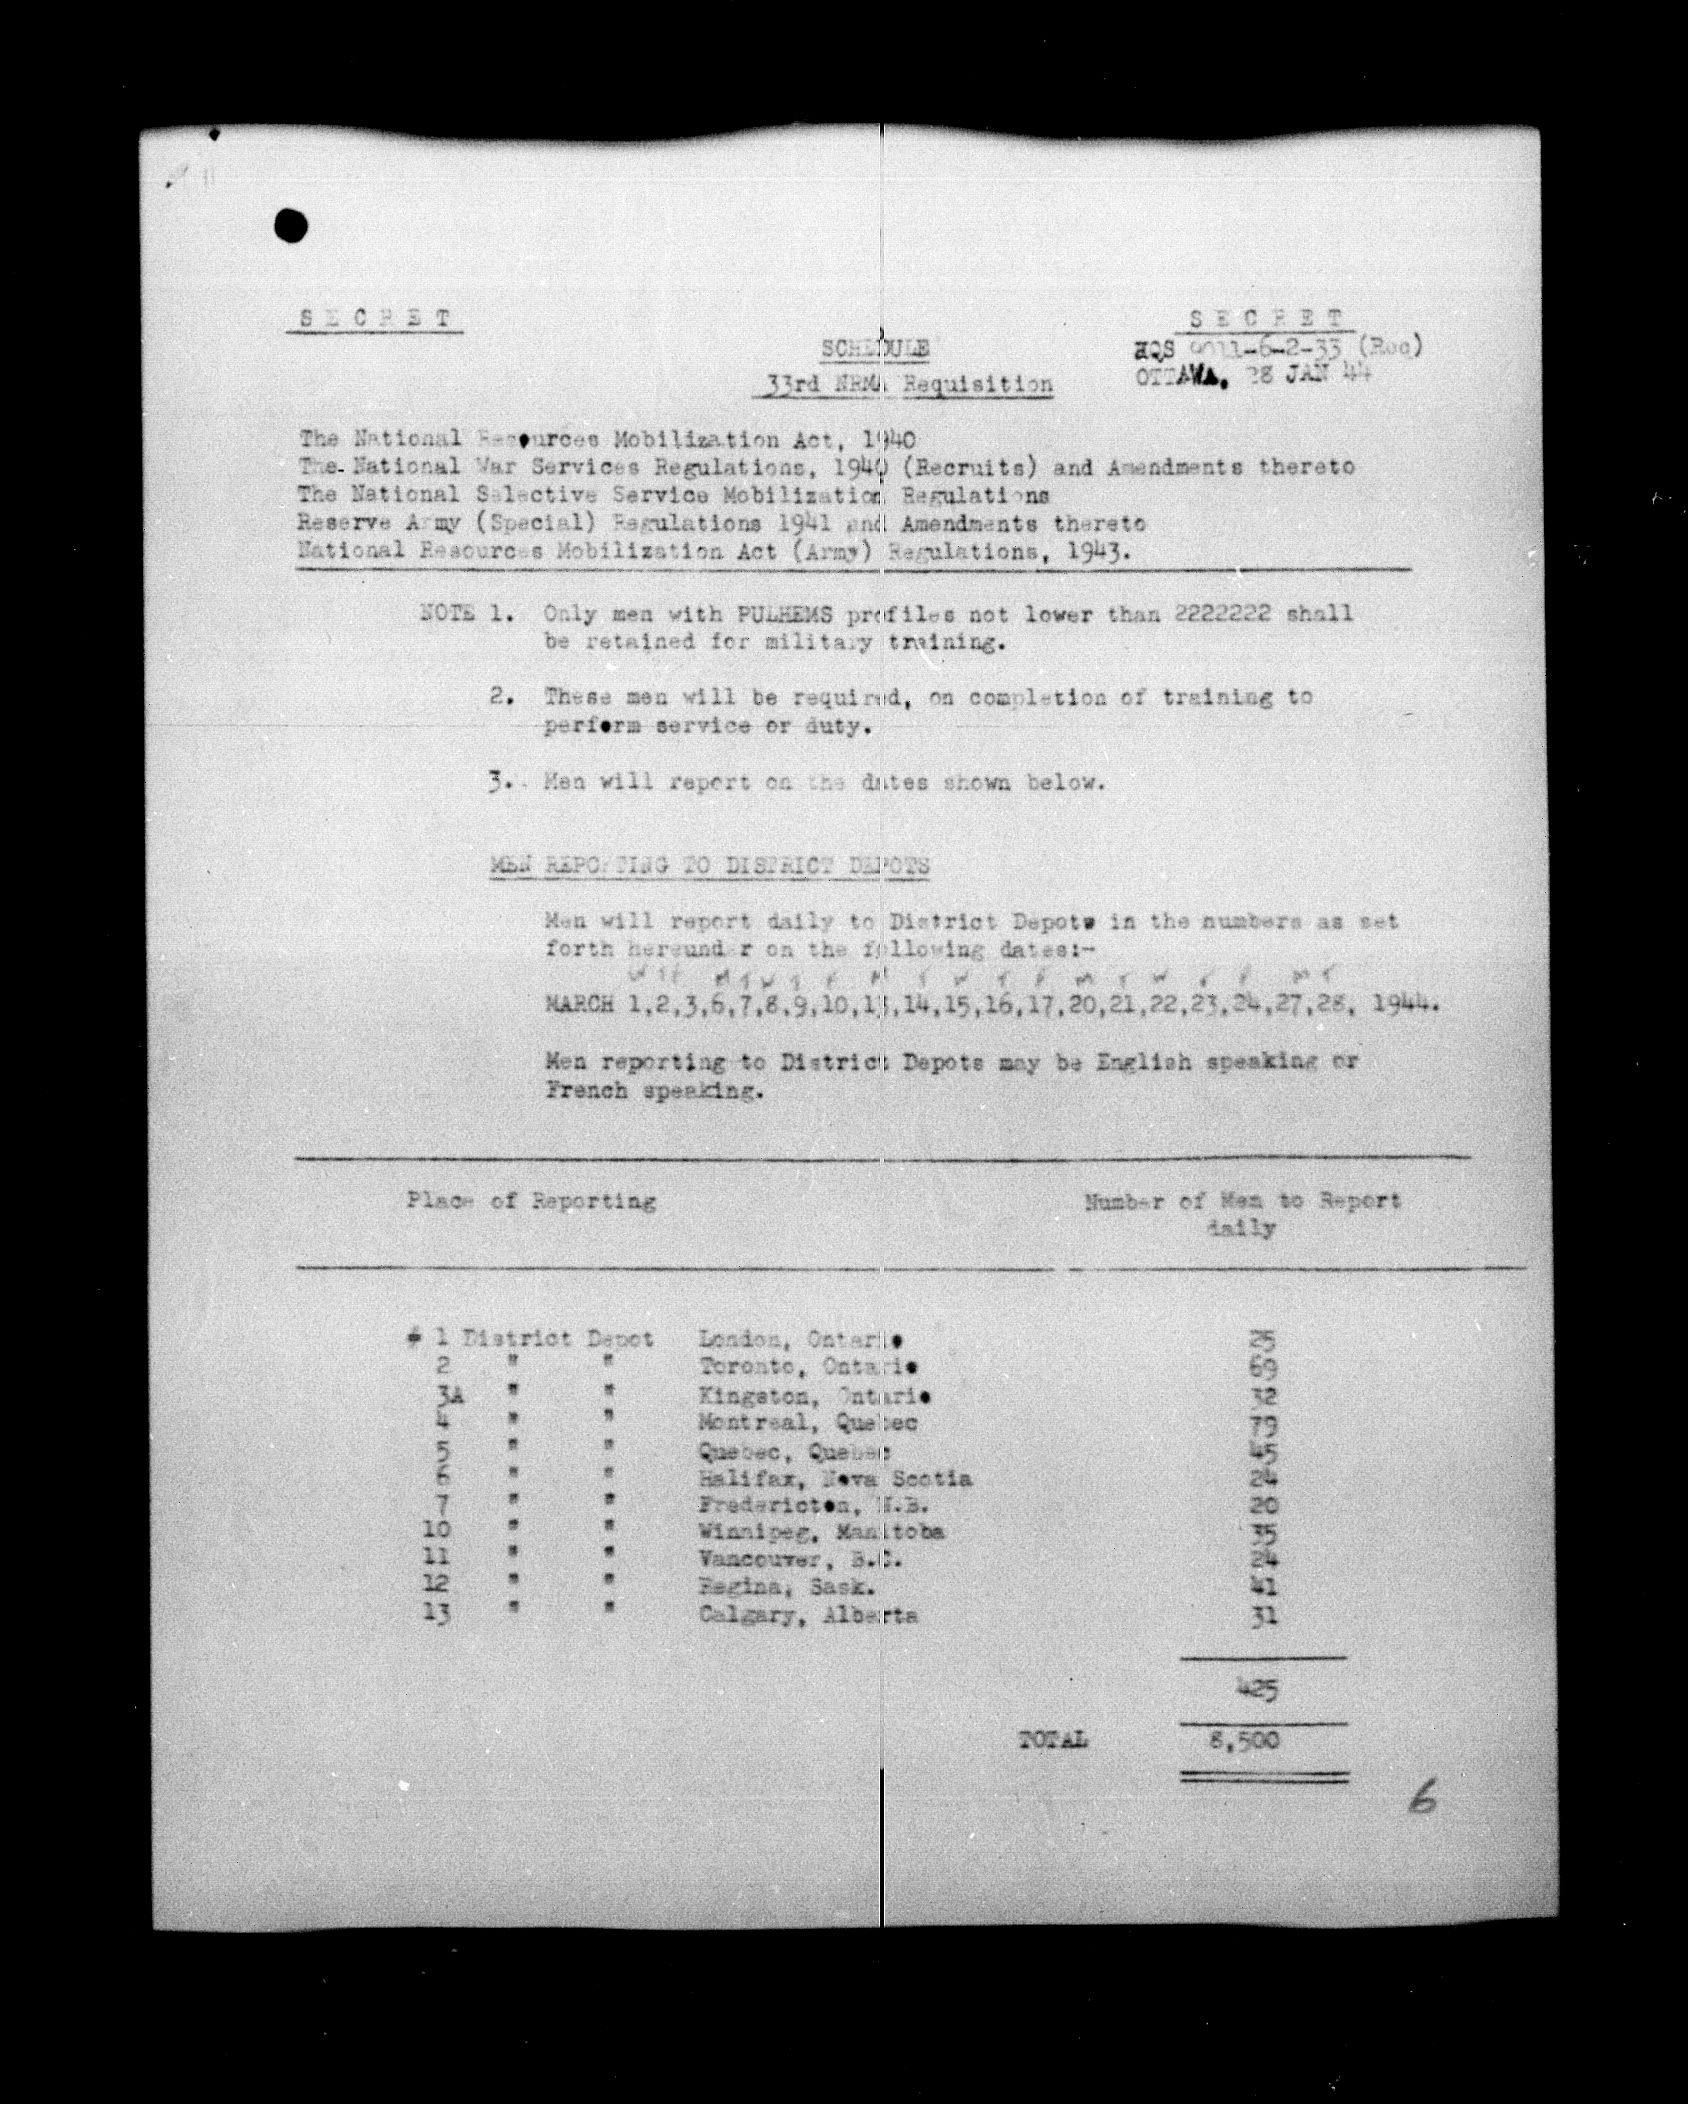 S E C R E T
S E C R E T
SCHEDULE
HQS 9011-6-2-33 (Rec)
33rd NRMA Requisition
OTTAWA, 28 JAN 44
The National Resources Mobilization Act, 1940
The National War Services Regulations, 1940 (Recruits) and Amendments thereto
The National Selective Service Mobilization Regulations
Reserve Army (Special) Regulations 1941 and Amendments thereto
National Resources Mobilization Act (Army) Regulations, 1943.
NOTE 1. Only men with PULHEMS profiles not lower than 2222222 shall
be retained for military training.
2. These men will be required, on completion of training to
perform service or duty.
3. Men will report on the dates shown below.
MEN REPORTING TO DISTRICT DEPOTS
Men will report daily to District Depots in the numbers as set
forth hereunder on the following dates:-
W T F M T W T F M T W T F M T W T F M T
MARCH 1,2,3,6,7,8,9,10,13,14,15,16,17,20,21,22,23,24,27,28, 1944.
Men reporting to District Depots may be English speaking or
French speaking.
Place of Reporting
Number of Men to Report
daily
# 1 District Depot London, Ontario 25
2 " " Toronto, Ontario 69
3A " " Kingston, Ontario 32
4 " " Montreal, Quebec 79
5 " " Quebec, Quebec 45
6 " " Halifax, Nova Scotia 24
7 " " Fredericton, N.B. 20
10 " " Winnipeg, Manitoba 35
11 " " Vancouver, B.C. 24
12 " " Regina, Sask. 41
13 " " Calgary, Alberta 31
425
TOTAL 8,500
6